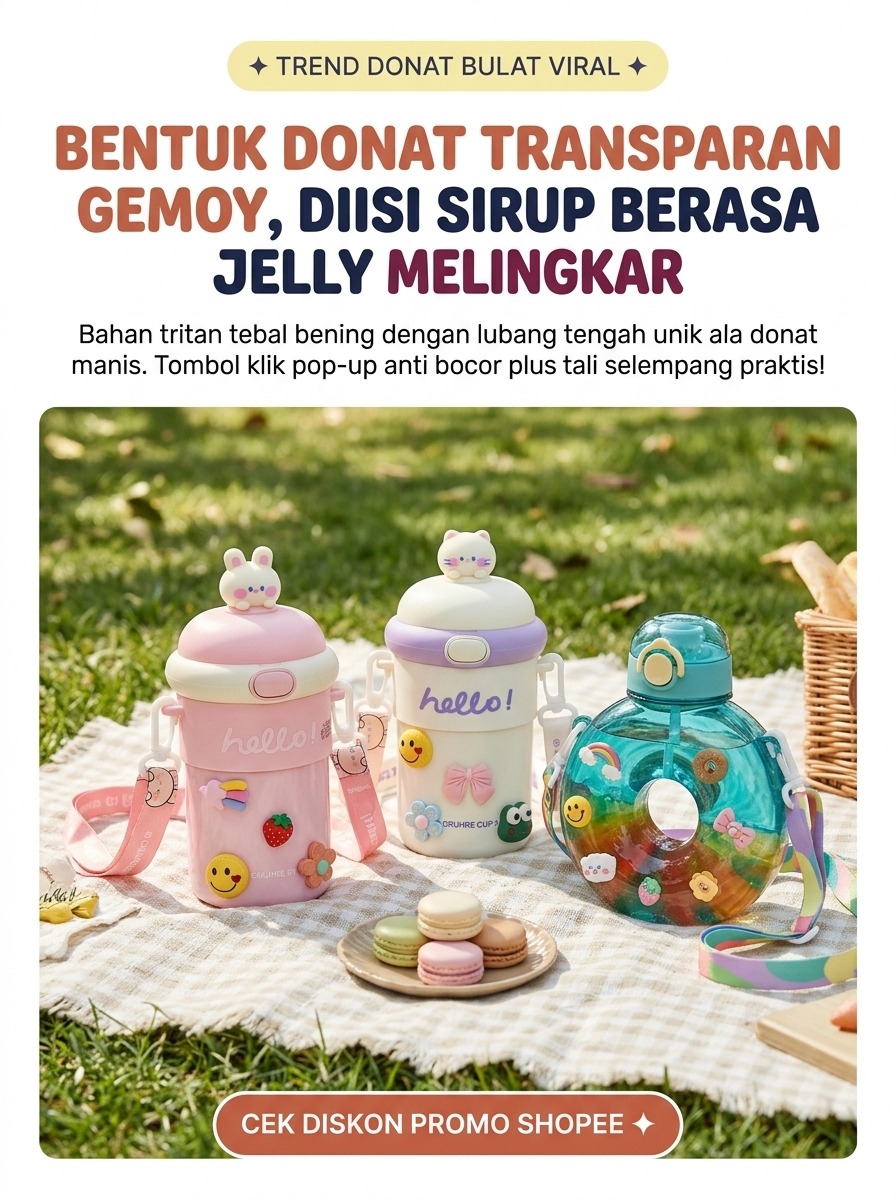 ✦ TREND DONAT BULAT VIRAL ✦
BENTUK DONAT TRANSPARAN
GEMOY, DIISI SIRUP BERASA
JELLY MELINGKAR
Bahan tritan tebal bening dengan lubang tengah unik ala donat
manis. Tombol klik pop-up anti bocor plus tali selempang praktis!
hello!
hello!
CEK DISKON PROMO SHOPEE ✦